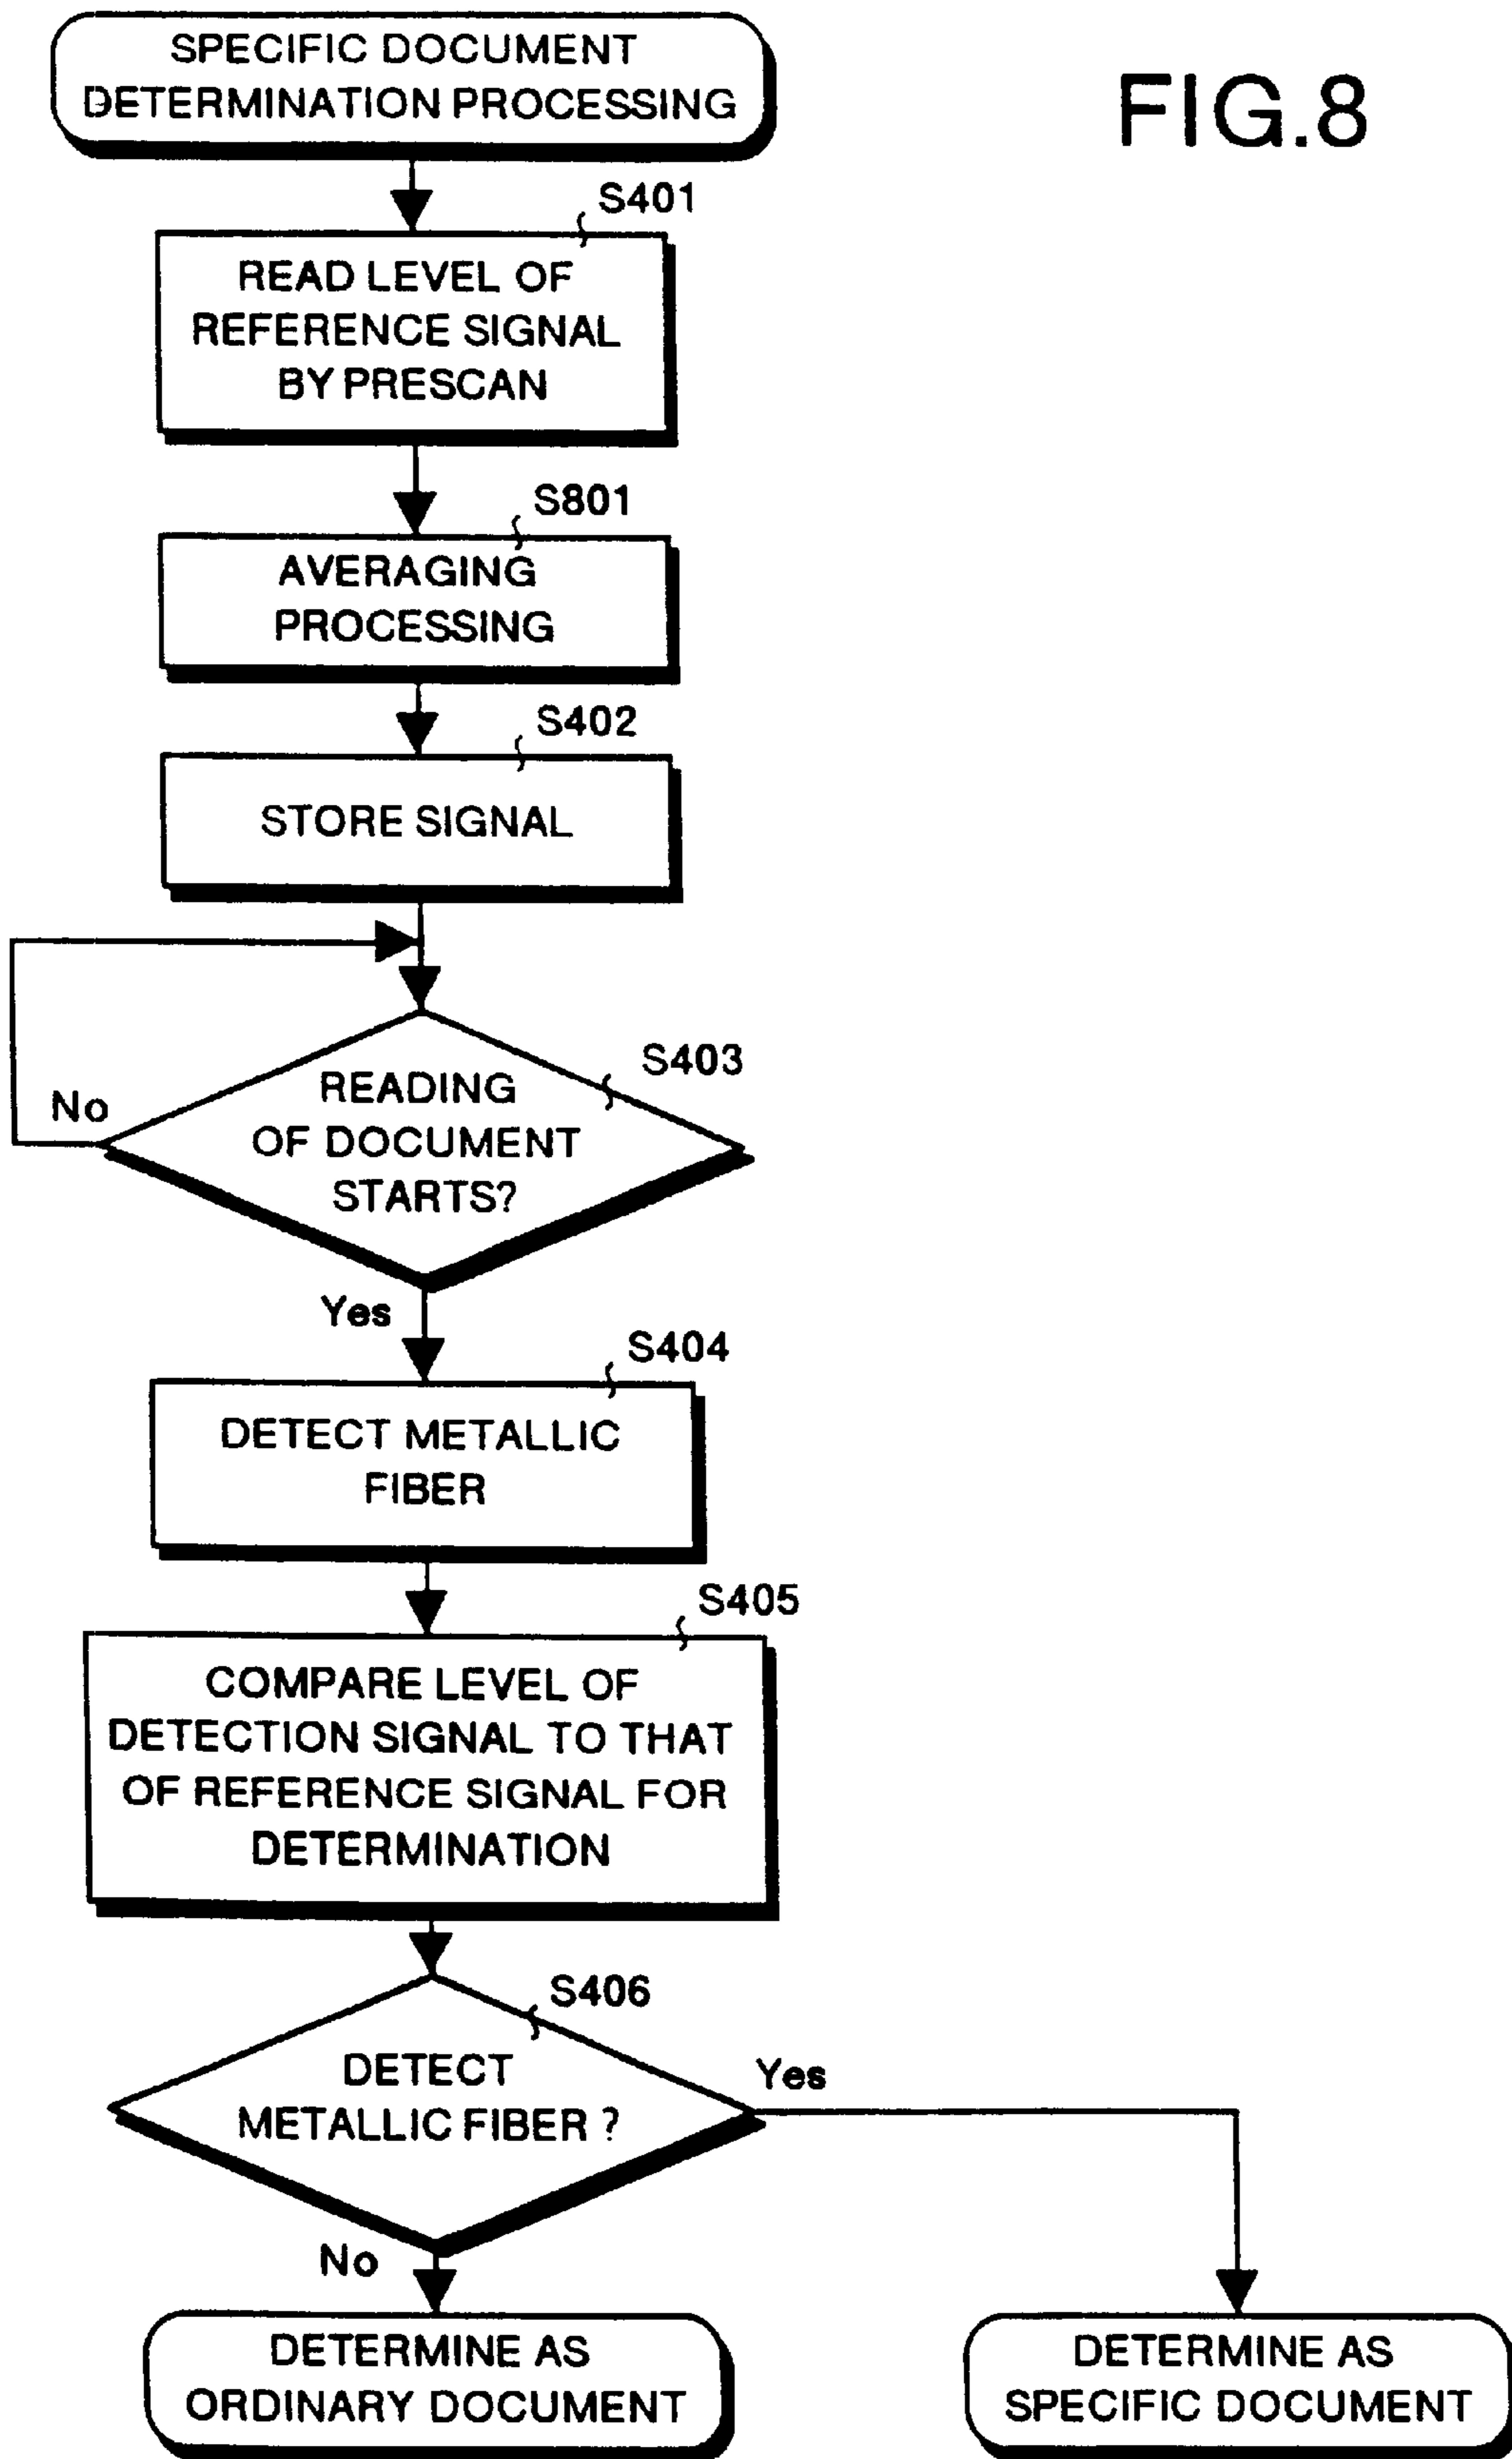 SPECIFIC DOCUMENT
DETERMINATION PROCESSING
FIG.8
S401
READ LEVEL OF
REFERENCE SIGNAL
BY PRESCAN
S801
AVERAGING
PROCESSING
S402
STORE SIGNAL
S403
READING
OF DOCUMENT
STARTS?
No
Yes
S404
DETECT METALLIC
FIBER
S405
COMPARE LEVEL OF
DETECTION SIGNAL TO THAT
OF REFERENCE SIGNAL FOR
DETERMINATION
S406
DETECT
METALLIC FIBER ?
Yes
No
DETERMINE AS
ORDINARY DOCUMENT
DETERMINE AS
SPECIFIC DOCUMENT